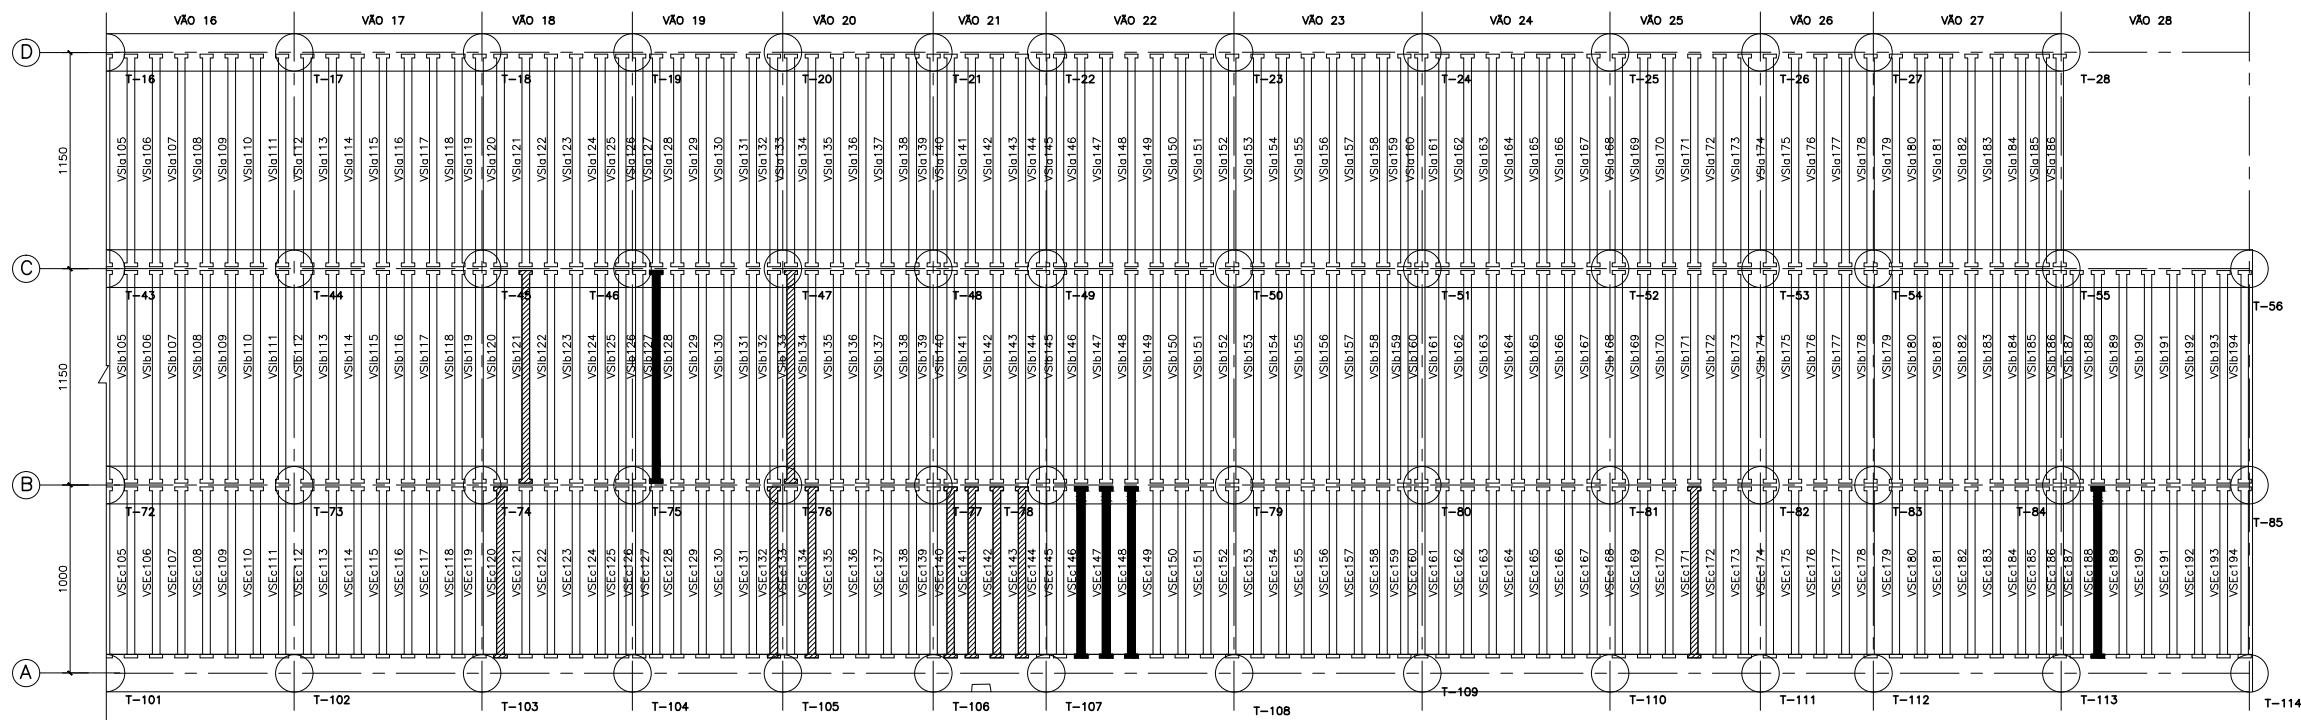 VÃO 16 VÃO 17 VÃO 18 VÃO 19 VÃO 20 VÃO 21 VÃO 22 VÃO 23 VÃO 24 VÃO 25 VÃO 26 VÃO 27 VÃO 28
D
T-16 T-17 T-18 T-19 T-20 T-21 T-22 T-23 T-24 T-25 T-26 T-27 T-28
1150
VSIa105 VSIa106 VSIa107 VSIa108 VSIa109 VSIa110 VSIa111 VSIa112 VSIa113 VSIa114 VSIa115 VSIa116 VSIa117 VSIa118 VSIa119 VSIa120 VSIa121 VSIa122 VSIa123 VSIa124 VSIa125 VSIa126 VSIa127 VSIa128 VSIa129 VSIa130 VSIa131 VSIa132 VSIa133 VSIa134 VSIa135 VSIa136 VSIa137 VSIa138 VSIa139 VSIa140 VSIa141 VSIa142 VSIa143 VSIa144 VSIa145 VSIa146 VSIa147 VSIa148 VSIa149 VSIa150 VSIa151 VSIa152 VSIa153 VSIa154 VSIa155 VSIa156 VSIa157 VSIa158 VSIa159 VSIa160 VSIa161 VSIa162 VSIa163 VSIa164 VSIa165 VSIa166 VSIa167 VSIa168 VSIa169 VSIa170 VSIa171 VSIa172 VSIa173 VSIa174 VSIa175 VSIa176 VSIa177 VSIa178 VSIa179 VSIa180 VSIa181 VSIa182 VSIa183 VSIa184 VSIa185 VSIa186
C
T-43 T-44 T-45 T-46 T-47 T-48 T-49 T-50 T-51 T-52 T-53 T-54 T-55 T-56
1150
VSIb105 VSIb106 VSIb107 VSIb108 VSIb109 VSIb110 VSIb111 VSIb112 VSIb113 VSIb114 VSIb115 VSIb116 VSIb117 VSIb118 VSIb119 VSIb120 VSIb121 VSIb122 VSIb123 VSIb124 VSIb125 VSIb126 VSIb127 VSIb128 VSIb129 VSIb130 VSIb131 VSIb132 VSIb133 VSIb134 VSIb135 VSIb136 VSIb137 VSIb138 VSIb139 VSIb140 VSIb141 VSIb142 VSIb143 VSIb144 VSIb145 VSIb146 VSIb147 VSIb148 VSIb149 VSIb150 VSIb151 VSIb152 VSIb153 VSIb154 VSIb155 VSIb156 VSIb157 VSIb158 VSIb159 VSIb160 VSIb161 VSIb162 VSIb163 VSIb164 VSIb165 VSIb166 VSIb167 VSIb168 VSIb169 VSIb170 VSIb171 VSIb172 VSIb173 VSIb174 VSIb175 VSIb176 VSIb177 VSIb178 VSIb179 VSIb180 VSIb181 VSIb182 VSIb183 VSIb184 VSIb185 VSIb186 VSIb187 VSIb188 VSIb189 VSIb190 VSIb191 VSIb192 VSIb193 VSIb194
B
T-72 T-73 T-74 T-75 T-76 T-77 T-78 T-79 T-80 T-81 T-82 T-83 T-84 T-85
1000
VSEc105 VSEc106 VSEc107 VSEc108 VSEc109 VSEc110 VSEc111 VSEc112 VSEc113 VSEc114 VSEc115 VSEc116 VSEc117 VSEc118 VSEc119 VSEc120 VSEc121 VSEc122 VSEc123 VSEc124 VSEc125 VSEc126 VSEc127 VSEc128 VSEc129 VSEc130 VSEc131 VSEc132 VSEc133 VSEc134 VSEc135 VSEc136 VSEc137 VSEc138 VSEc139 VSEc140 VSEc141 VSEc142 VSEc143 VSEc144 VSEc145 VSEc146 VSEc147 VSEc148 VSEc149 VSEc150 VSEc151 VSEc152 VSEc153 VSEc154 VSEc155 VSEc156 VSEc157 VSEc158 VSEc159 VSEc160 VSEc161 VSEc162 VSEc163 VSEc164 VSEc165 VSEc166 VSEc167 VSEc168 VSEc169 VSEc170 VSEc171 VSEc172 VSEc173 VSEc174 VSEc175 VSEc176 VSEc177 VSEc178 VSEc179 VSEc180 VSEc181 VSEc182 VSEc183 VSEc184 VSEc185 VSEc186 VSEc187 VSEc188 VSEc189 VSEc190 VSEc191 VSEc192 VSEc193 VSEc194
A
T-101 T-102 T-103 T-104 T-105 T-106 T-107 T-108 T-109 T-110 T-111 T-112 T-113 T-114